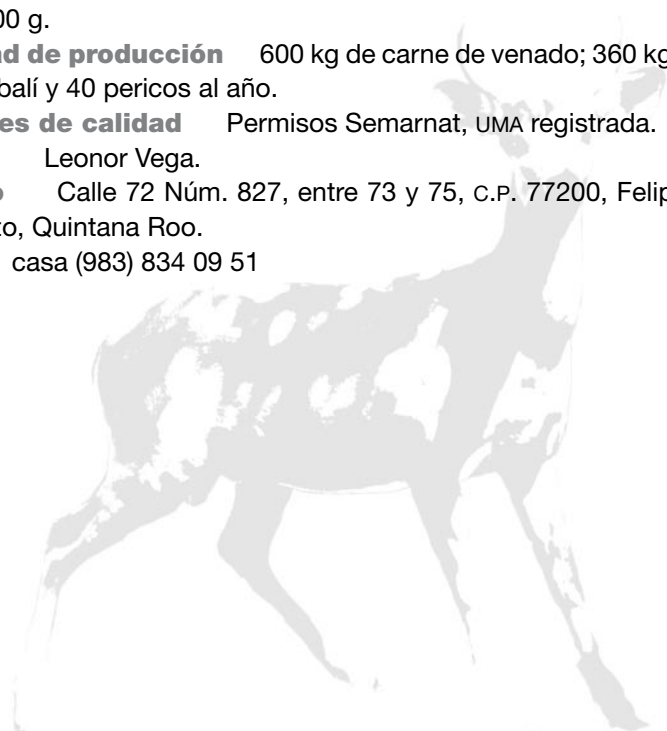 00 g.
ad de producción 600 kg de carne de venado; 360 kg
balí y 40 pericos al año.
es de calidad Permisos Semarnat, UMA registrada.
Leonor Vega.
o Calle 72 Núm. 827, entre 73 y 75, C.P. 77200, Felip
to, Quintana Roo.
casa (983) 834 09 51